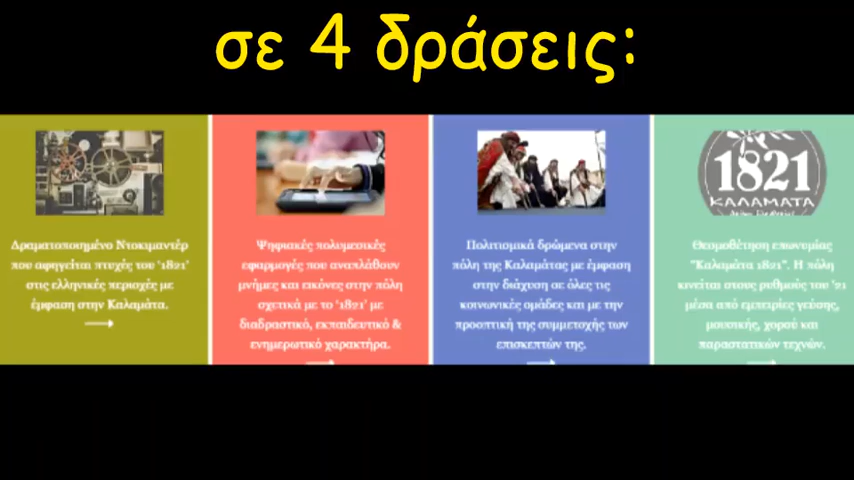 σε 4 δράσεις:
Δραματοποιημένο Ντοκιμαντέρ
που αφηγείται πτυχές του '1821'
στις ελληνικές περιοχές με
έμφαση στην Καλαμάτα.
Ψηφιακές πολυμεσικές
εφαρμογές που αναπλάθουν
μνήμες και εικόνες στην πόλη
σχετικά με το '1821' με
διαδραστικό, εκπαιδευτικό &
ενημερωτικό χαρακτήρα.
Πολιτισμικά δρώμενα στην
πόλη της Καλαμάτας με έμφαση
στην διάχυση σε όλες τις
κοινωνικές ομάδες και με την
προοπτική της συμμετοχής των
επισκεπτών της.
1821
ΚΑΛΑΜΑΤΑ
Θεσμοθέτηση επωνυμίας
"Καλαμάτα 1821". Η πόλη
κινείται στους ρυθμούς του '21
μέσα από εμπειρίες γεύσης,
μουσικής, χορού και
παραστατικών τεχνών.